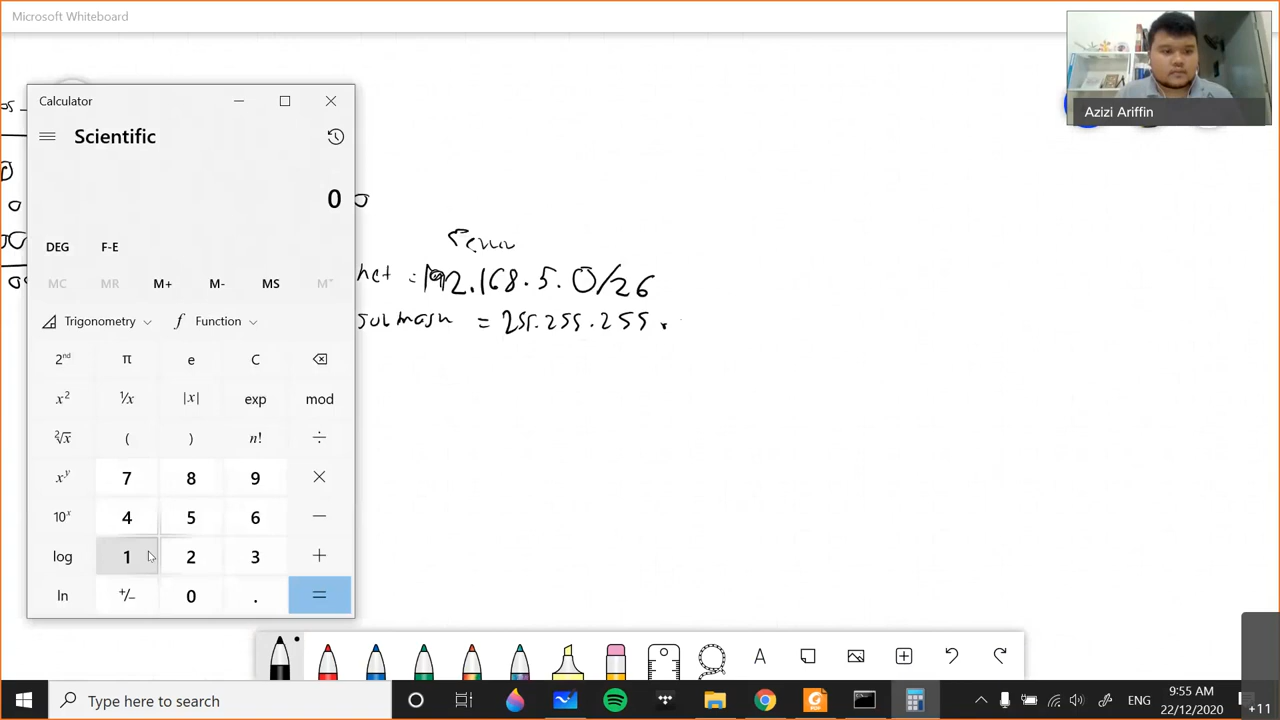 Microsoft Whiteboard
Azizi Ariffin
Calculator
Scientific
0
DEG F-E
MC MR M+ M- MS M˅
Trigonometry Function
2nd π e C
x² ¹/x |x| exp mod
²√x ( ) n! ÷
xʸ 7 8 9 ×
10ˣ 4 5 6 −
log 1 2 3 +
ln +/− 0 . =
net = 192.168.5.0/26
= 255.255.255.
A
Type here to search
ENG
9:55 AM
22/12/2020
+11